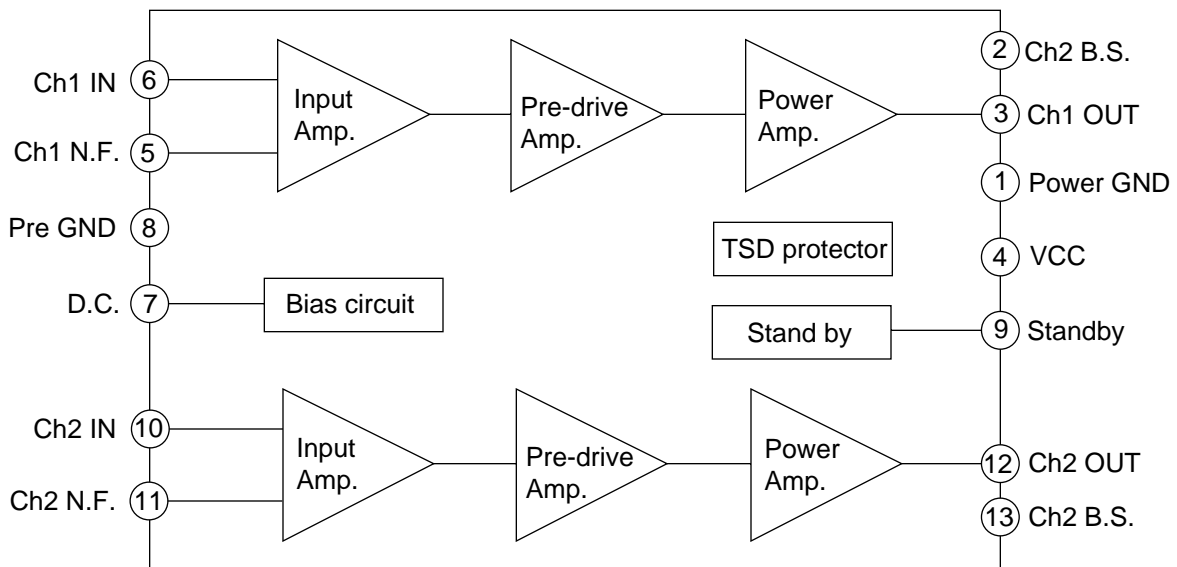 2
Ch2 B.S.
Ch1 IN
6
Input
Amp.
Pre-drive
Amp.
Power
Amp.
3
Ch1 OUT
Ch1 N.F.
5
1
Power GND
Pre GND
8
TSD protector
4
VCC
D.C.
7
Bias circuit
Stand by
9
Standby
Ch2 IN
10
Input
Amp.
Pre-drive
Amp.
Power
Amp.
12
Ch2 OUT
Ch2 N.F.
11
13
Ch2 B.S.